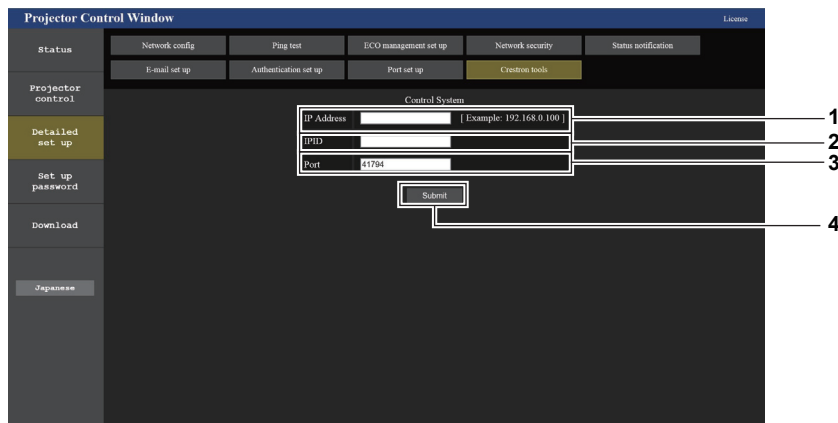 Projector Control Window
License
Status
Projector
control
Detailed
set up
Set up
password
Download
Japanese
Network config
Ping test
ECO management set up
Network security
Status notification
E-mail set up
Authentication set up
Port set up
Crestron tools
Control System
IP Address [ Example: 192.168.0.100 ] 1
IPID 2
Port 41794 3
Submit 4